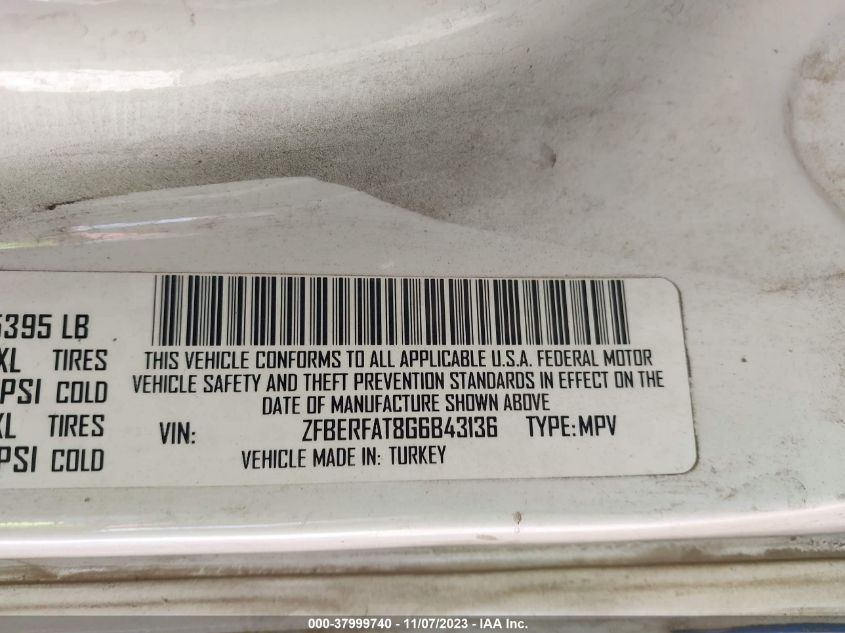 5395 LB
XL TIRES
PSI COLD
XL TIRES
PSI COLD
THIS VEHICLE CONFORMS TO ALL APPLICABLE U.S.A. FEDERAL MOTOR
VEHICLE SAFETY AND THEFT PREVENTION STANDARDS IN EFFECT ON THE
DATE OF MANUFACTURE SHOWN ABOVE
VIN: ZFBERFAT8G6B43136 TYPE: MPV
VEHICLE MADE IN: TURKEY
000-37999740 - 11/07/2023 - IAA Inc.